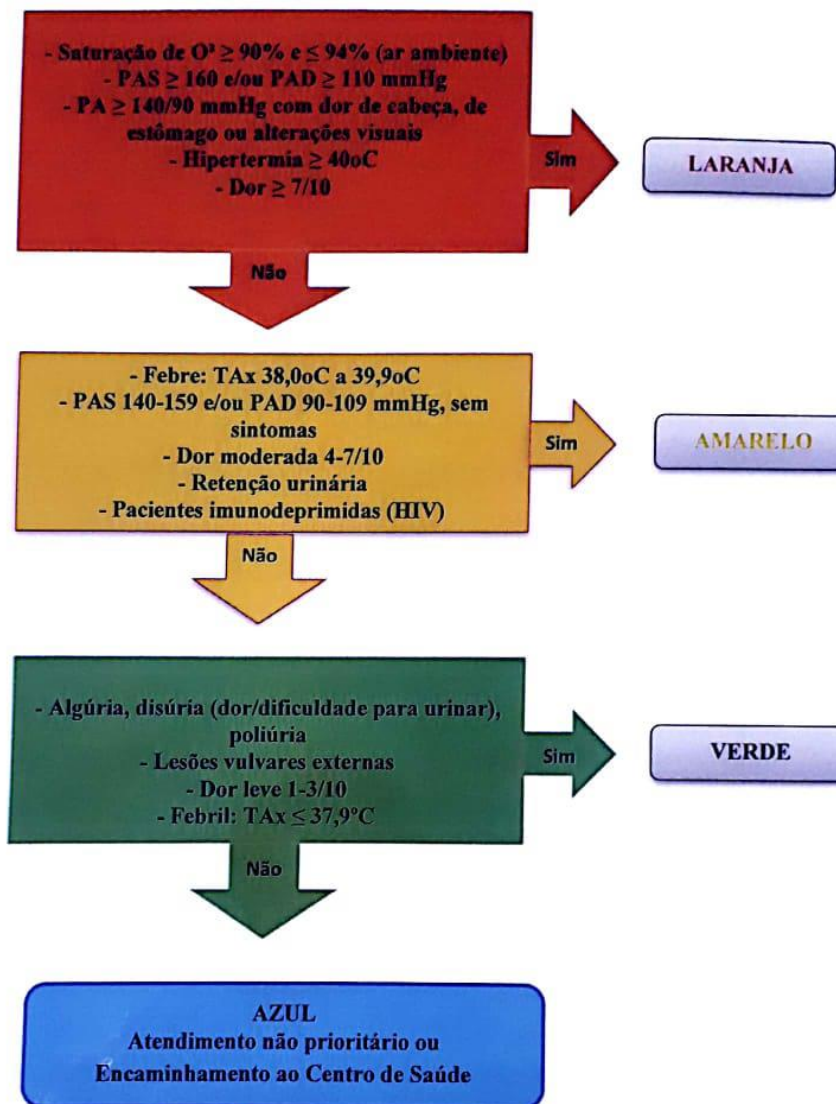 - Saturação de O² ≥ 90% e ≤ 94% (ar ambiente)
- PAS ≥ 160 e/ou PAD ≥ 110 mmHg
- PA ≥ 140/90 mmHg com dor de cabeça, de
estômago ou alterações visuais
- Hipertermia ≥ 40oC
- Dor ≥ 7/10
Sim
LARANJA
Não
- Febre: TAx 38,0oC a 39,9oC
- PAS 140-159 e/ou PAD 90-109 mmHg, sem
sintomas
- Dor moderada 4-7/10
- Retenção urinária
- Pacientes imunodeprimidas (HIV)
Sim
AMARELO
Não
- Algúria, disúria (dor/dificuldade para urinar),
poliúria
- Lesões vulvares externas
- Dor leve 1-3/10
- Febril: TAx ≤ 37,9ºC
Sim
VERDE
Não
AZUL
Atendimento não prioritário ou
Encaminhamento ao Centro de Saúde